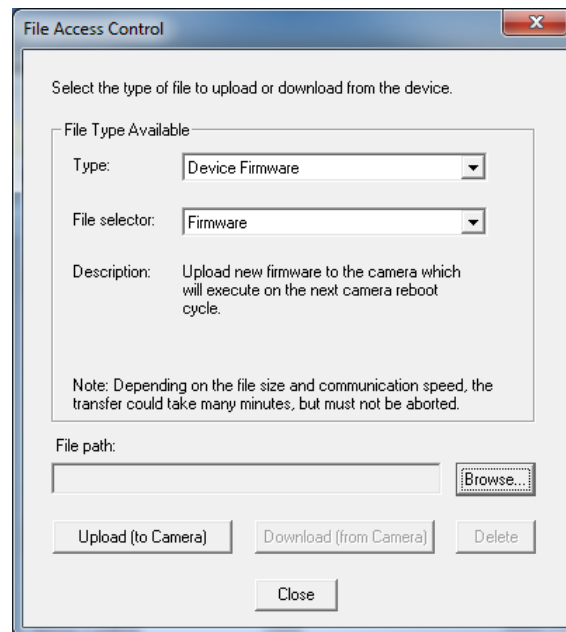 File Access Control
Select the type of file to upload or download from the device.
File Type Available
Type: Device Firmware
File selector: Firmware
Description: Upload new firmware to the camera which
will execute on the next camera reboot
cycle.
Note: Depending on the file size and communication speed, the
transfer could take many minutes, but must not be aborted.
File path:
Browse...
Upload (to Camera) Download (from Camera) Delete
Close